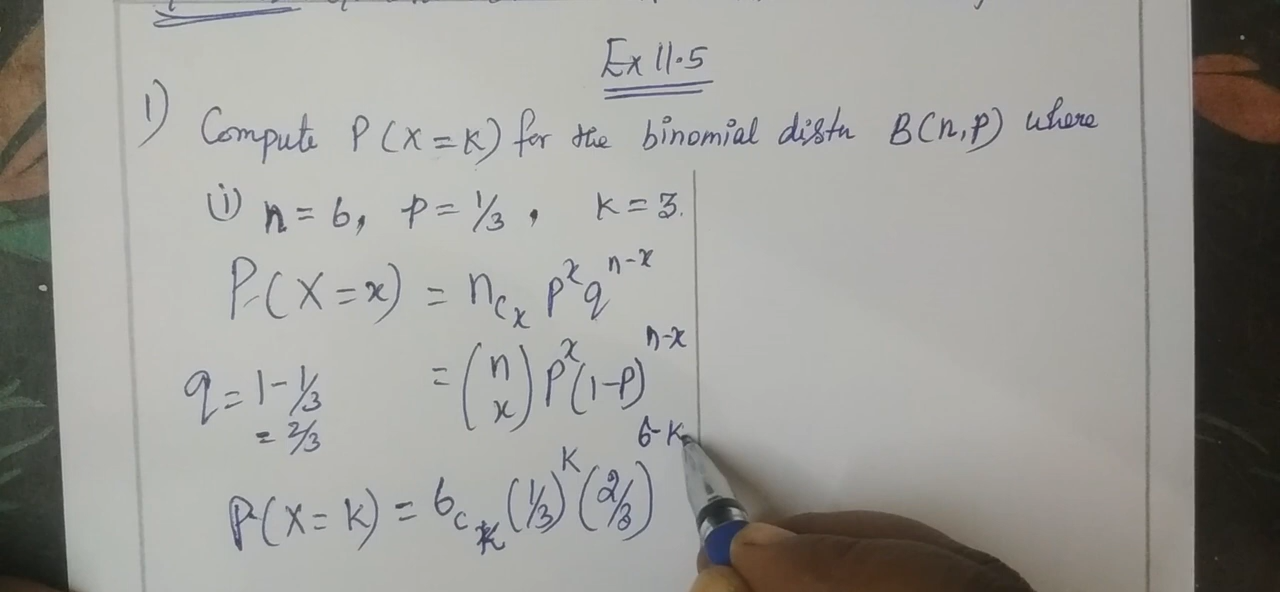 Ex 11.5
1) Compute P(X=K) for the binomial distn B(n,p) where
(i) n=6, p=1/3, K=3.
P(X=x) = nCx p^x q^n-x
q=1-1/3 = (n x) p^x (1-P)^n-x
= 2/3
P(X=K) = 6CK (1/3)^K (2/3)^6-K